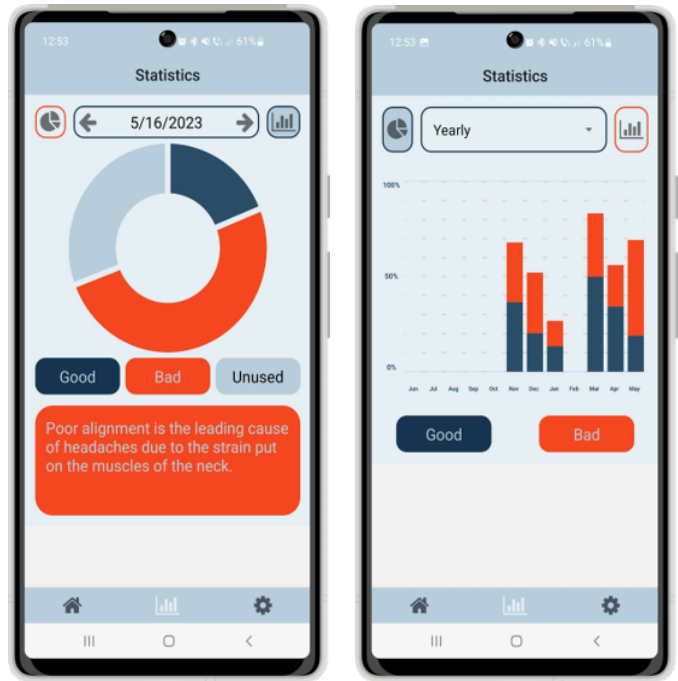 12:53
61%
Statistics
5/16/2023
Good
Bad
Unused
Poor alignment is the leading cause
of headaches due to the strain put
on the muscles of the neck.
12:53
61%
Statistics
Yearly
100%
50%
0%
Jun Jul Aug Sep Oct Nov Dec Jan Feb Mar Apr May
Good
Bad